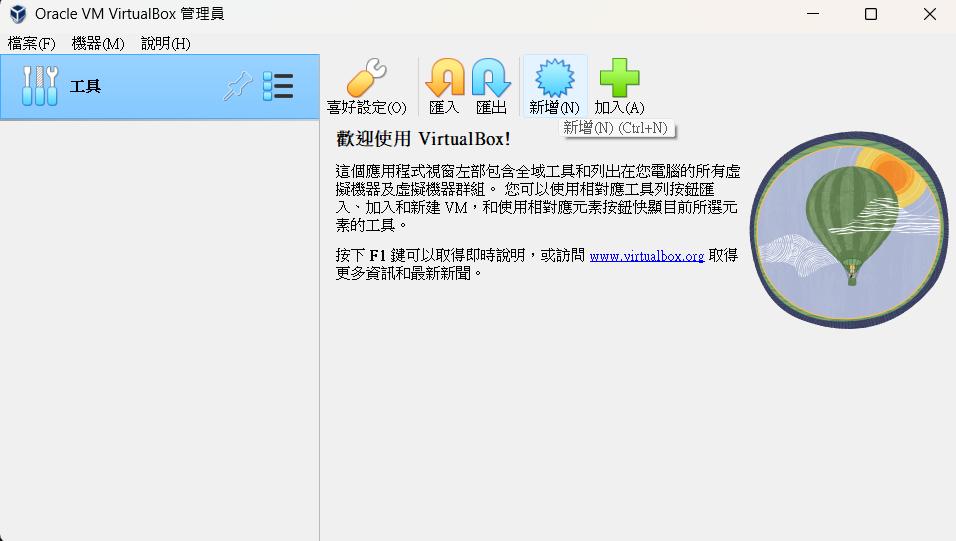 Oracle VM VirtualBox 管理員
檔案(F) 機器(M) 說明(H)
工具
喜好設定(O) 匯入 匯出 新增(N) 加入(A)
新增(N) (Ctrl+N)
歡迎使用 VirtualBox!
這個應用程式視窗左部包含全域工具和列出在您電腦的所有虛
擬機器及虛擬機器群組。 您可以使用相對應工具列按鈕匯
入、加入和新建 VM，和使用相對應元素按鈕快顯目前所選元
素的工具。
按下 F1 鍵可以取得即時說明，或訪問 www.virtualbox.org 取得
更多資訊和最新新聞。